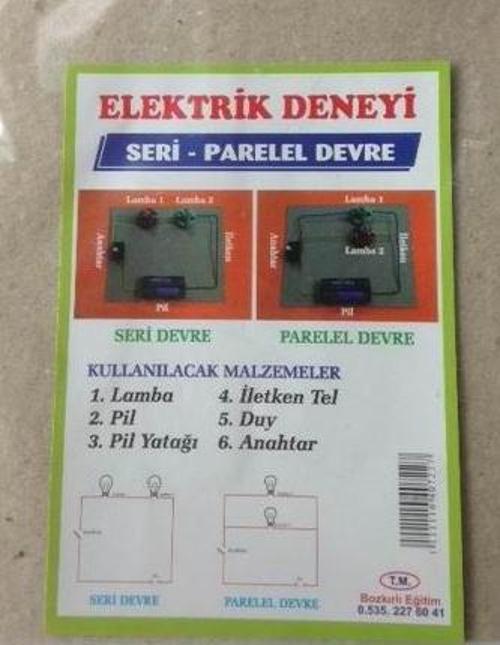 ELEKTRİK DENEYİ
SERİ - PARELEL DEVRE
Lamba 1 Lamba 2
Anahtar
İletken
Pil
Lamba 1
Lamba 2
Anahtar
İletken
Pil
SERİ DEVRE
PARELEL DEVRE
KULLANILACAK MALZEMELER
1. Lamba 4. İletken Tel
2. Pil 5. Duy
3. Pil Yatağı 6. Anahtar
SERİ DEVRE
PARELEL DEVRE
T.M.
Bozkırlı Eğitim
0.535. 227 60 41